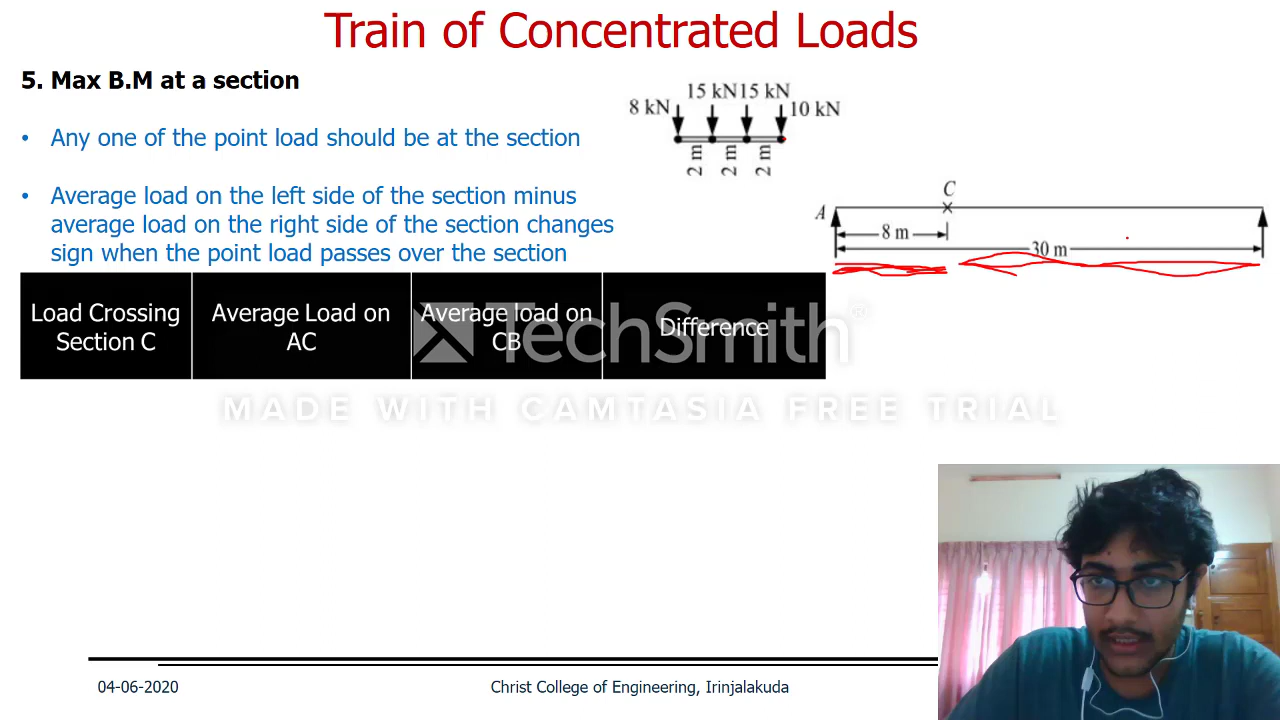 Train of Concentrated Loads
5. Max B.M at a section
• Any one of the point load should be at the section
• Average load on the left side of the section minus
average load on the right side of the section changes
sign when the point load passes over the section
8 kN
15 kN
15 kN
10 kN
2 m
2 m
2 m
A
C
8 m
30 m
Load Crossing
Section C
Average Load on
AC
Average load on
CB
Difference
TechSmith
MADE WITH CAMTASIA FREE TRIAL
04-06-2020
Christ College of Engineering, Irinjalakuda